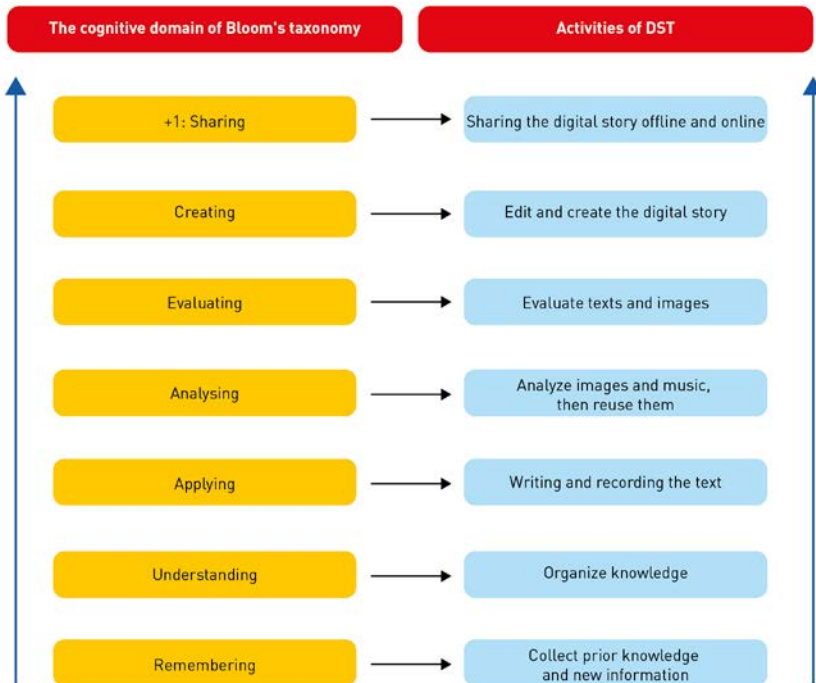 The cognitive domain of Bloom's taxonomy
Activities of DST
+1: Sharing
Sharing the digital story offline and online
Creating
Edit and create the digital story
Evaluating
Evaluate texts and images
Analysing
Analyze images and music,
then reuse them
Applying
Writing and recording the text
Understanding
Organize knowledge
Remembering
Collect prior knowledge
and new information